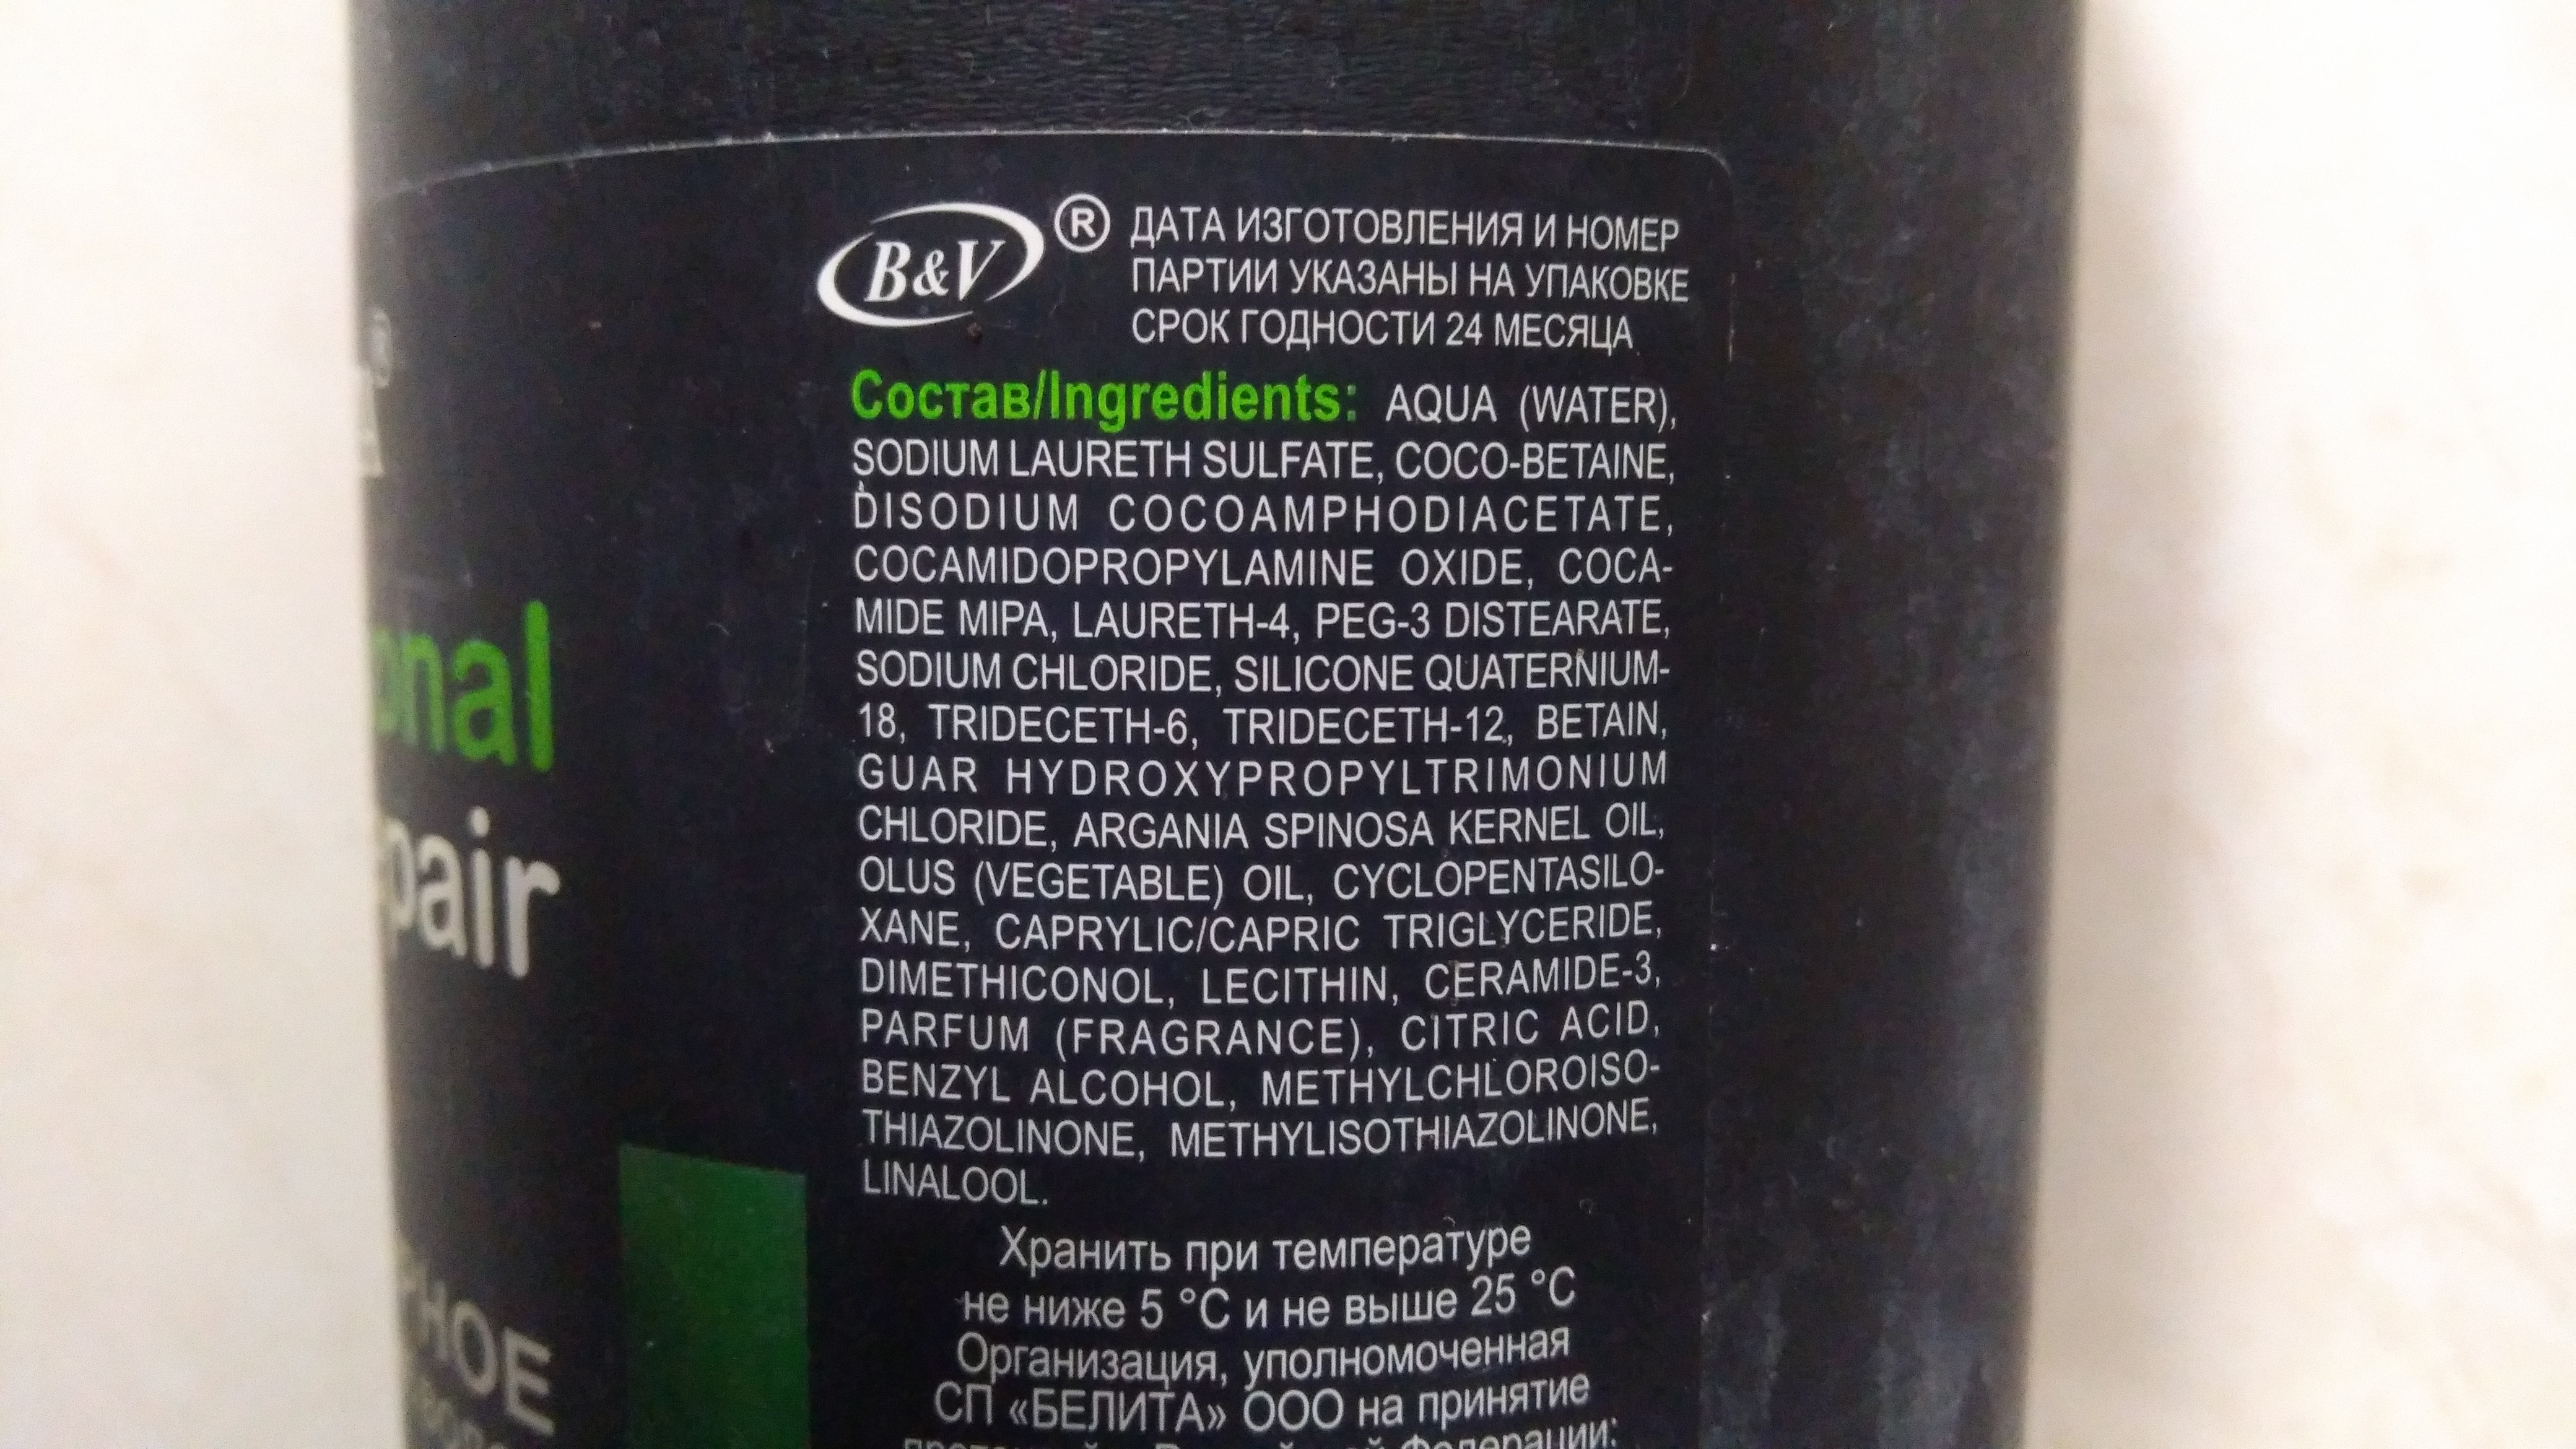 B&V ® ДАТА ИЗГОТОВЛЕНИЯ И НОМЕР
ПАРТИИ УКАЗАНЫ НА УПАКОВКЕ
СРОК ГОДНОСТИ 24 МЕСЯЦА
Состав/Ingredients: AQUA (WATER),
SODIUM LAURETH SULFATE, COCO-BETAINE,
DISODIUM COCOAMPHODIACETATE,
COCAMIDOPROPYLAMINE OXIDE, COCA-
MIDE MIPA, LAURETH-4, PEG-3 DISTEARATE,
SODIUM CHLORIDE, SILICONE QUATERNIUM-
18, TRIDECETH-6, TRIDECETH-12, BETAIN,
GUAR HYDROXYPROPYLTRIMONIUM
CHLORIDE, ARGANIA SPINOSA KERNEL OIL,
OLUS (VEGETABLE) OIL, CYCLOPENTASILO-
XANE, CAPRYLIC/CAPRIC TRIGLYCERIDE,
DIMETHICONOL, LECITHIN, CERAMIDE-3,
PARFUM (FRAGRANCE), CITRIC ACID,
BENZYL ALCOHOL, METHYLCHLOROISO-
THIAZOLINONE, METHYLISOTHIAZOLINONE,
LINALOOL.
Хранить при температуре
не ниже 5 °C и не выше 25 °C
Организация, уполномоченная
СП «БЕЛИТА» ООО на принятие